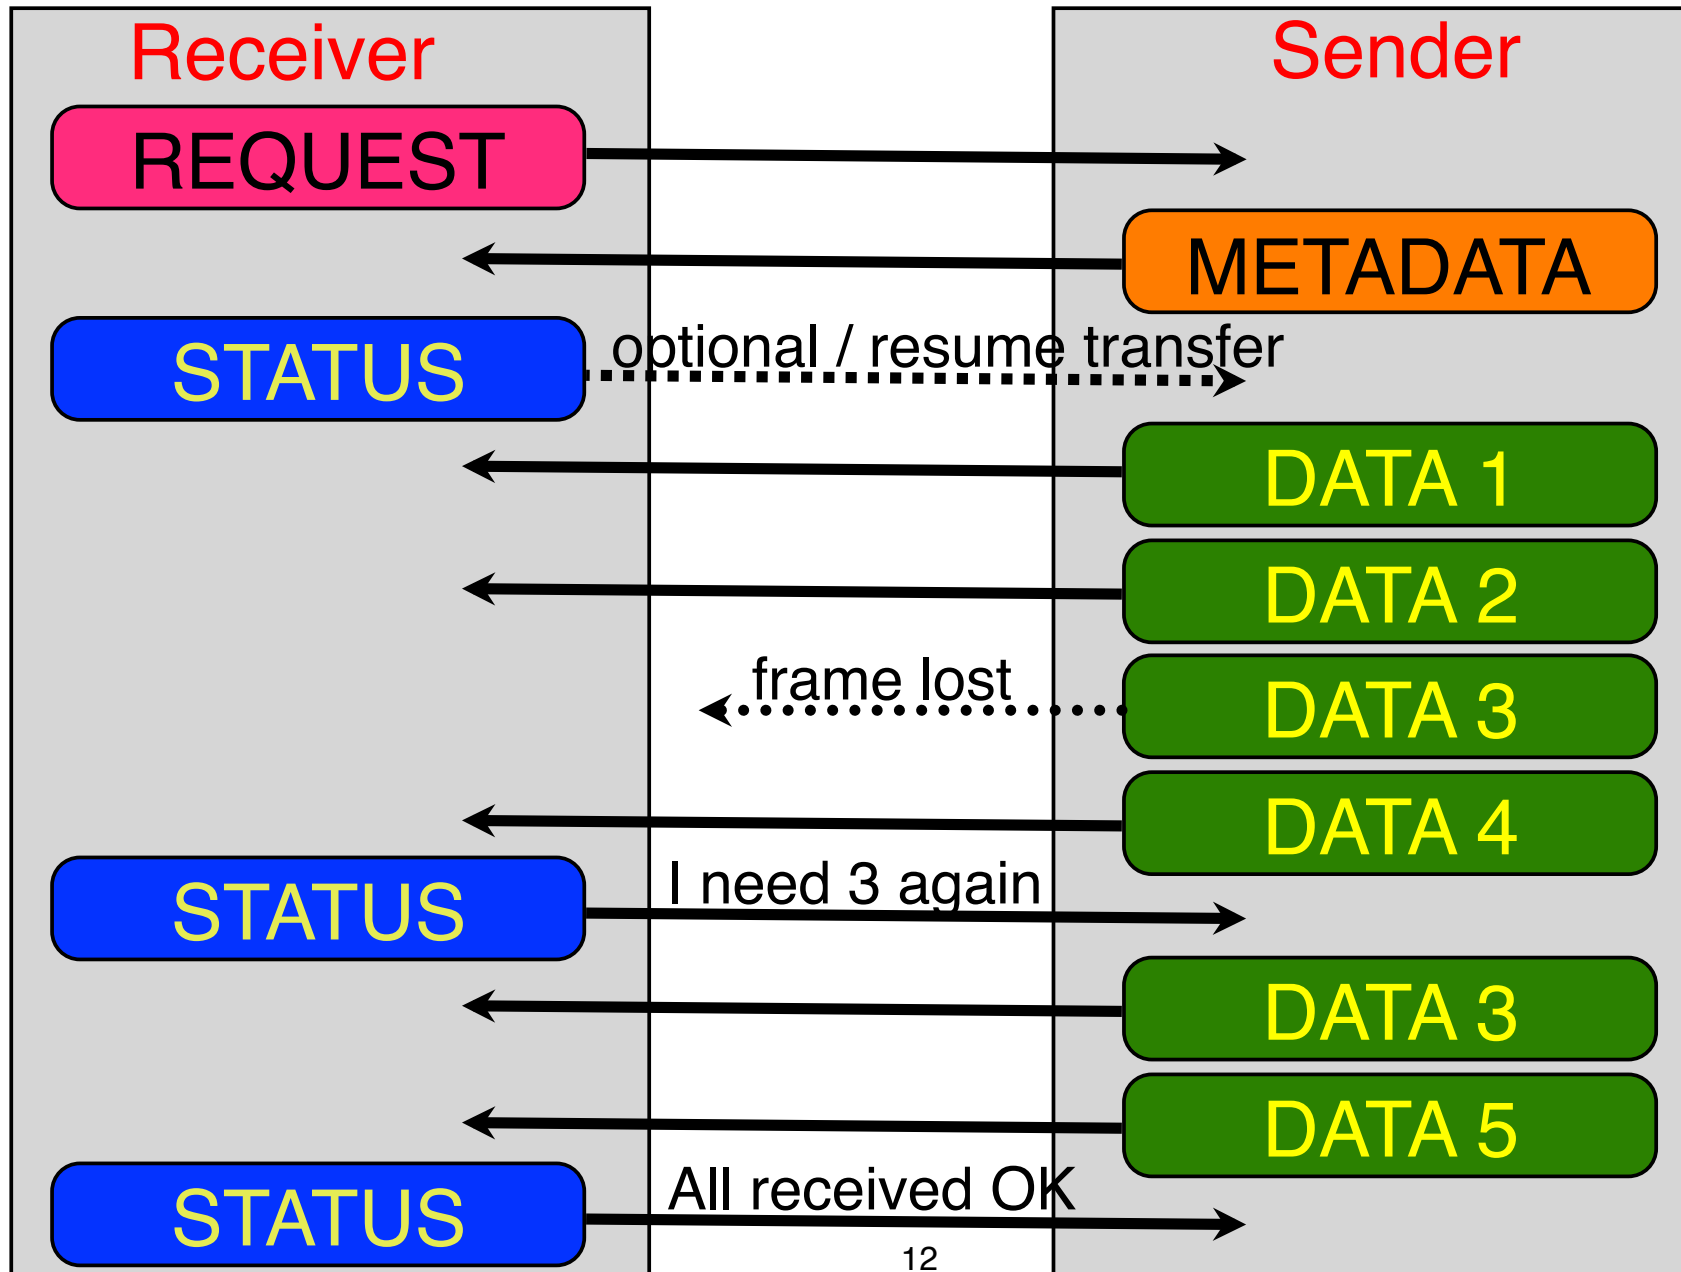 Receiver
Sender
REQUEST
METADATA
STATUS
optional / resume transfer
DATA 1
DATA 2
frame lost
DATA 3
DATA 4
STATUS
I need 3 again
DATA 3
DATA 5
STATUS
All received OK
12